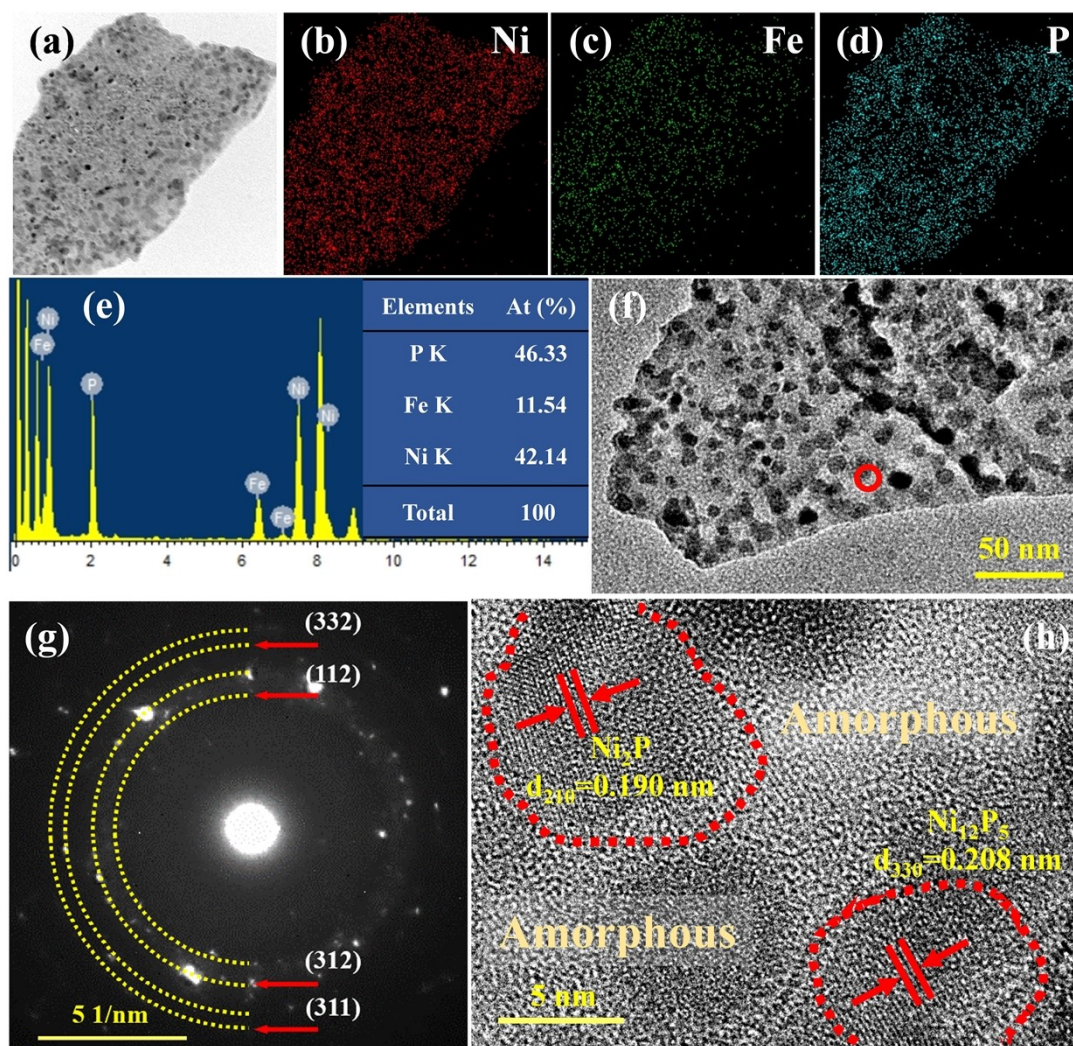 (a)
(b) Ni
(c) Fe
(d) P
(e)
Ni
Fe
P
Fe
Fe
Ni
Ni
0 2 4 6 8 10 12 14
Elements At (%)
P K 46.33
Fe K 11.54
Ni K 42.14
Total 100
(f)
50 nm
(g)
(332)
(112)
(312)
(311)
5 1/nm
(h)
Amorphous
Ni₂P
d₂₁₀=0.190 nm
Ni₁₂P₅
d₃₃₀=0.208 nm
Amorphous
5 nm